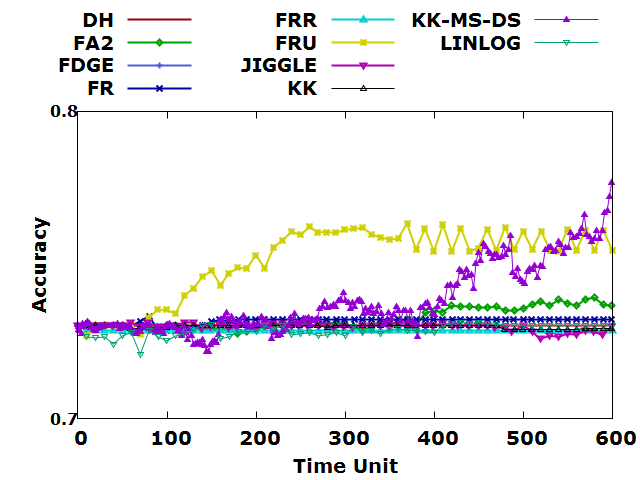 DH FRR KK-MS-DS
FA2 FRU LINLOG
FDGE JIGGLE
FR KK
0.8
Accuracy
0.7
0 100 200 300 400 500 600
Time Unit